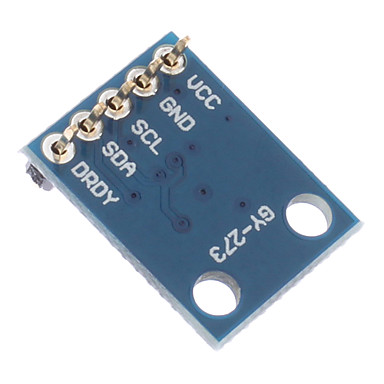 VCC
GND
SCL
SDA
DRDY
GY-273